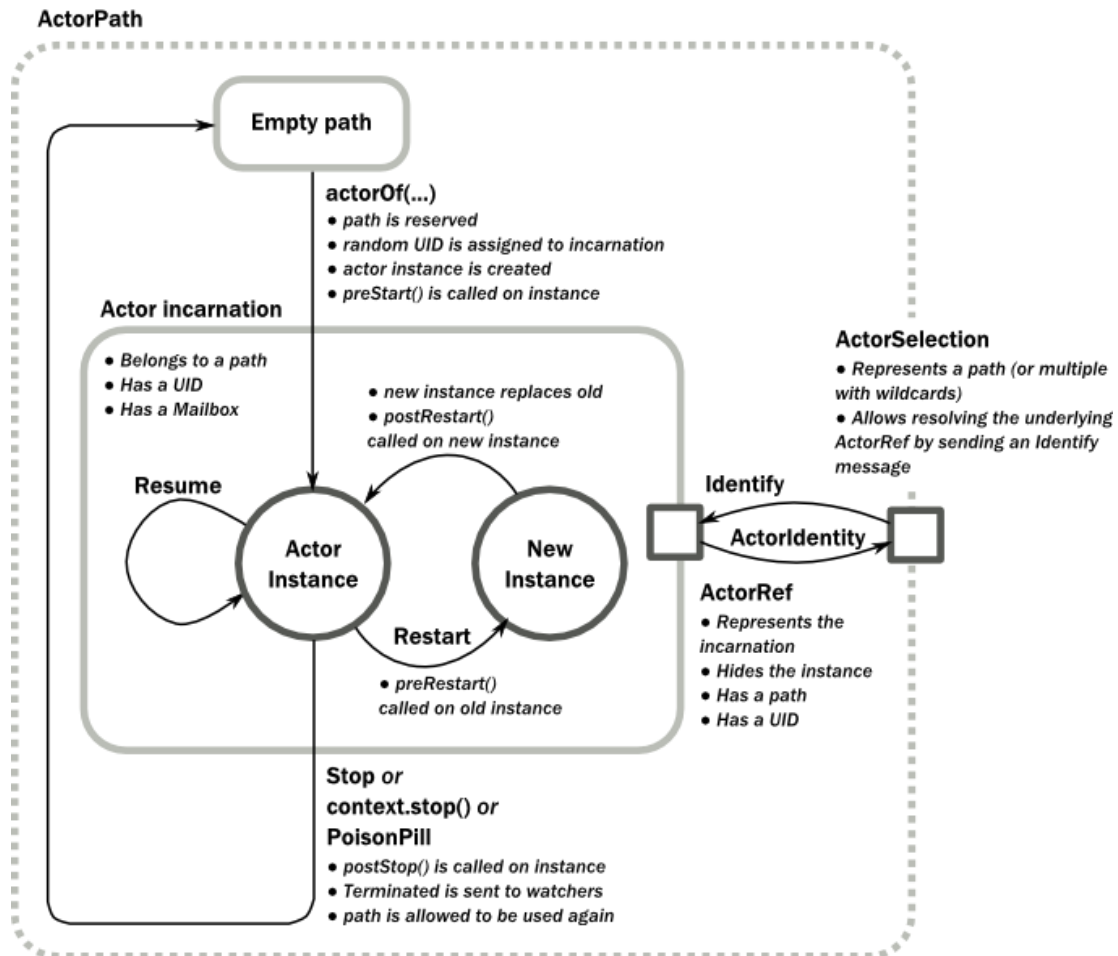 ActorPath
Empty path
actorOf(...)
● path is reserved
● random UID is assigned to incarnation
● actor instance is created
● preStart() is called on instance
Actor incarnation
● Belongs to a path
● Has a UID
● Has a Mailbox
● new instance replaces old
● postRestart()
called on new instance
ActorSelection
● Represents a path (or multiple
with wildcards)
● Allows resolving the underlying
ActorRef by sending an Identify
message
Resume
Actor
Instance
New
Instance
Identify
ActorIdentity
Restart
● preRestart()
called on old instance
ActorRef
● Represents the
incarnation
● Hides the instance
● Has a path
● Has a UID
Stop or
context.stop() or
PoisonPill
● postStop() is called on instance
● Terminated is sent to watchers
● path is allowed to be used again